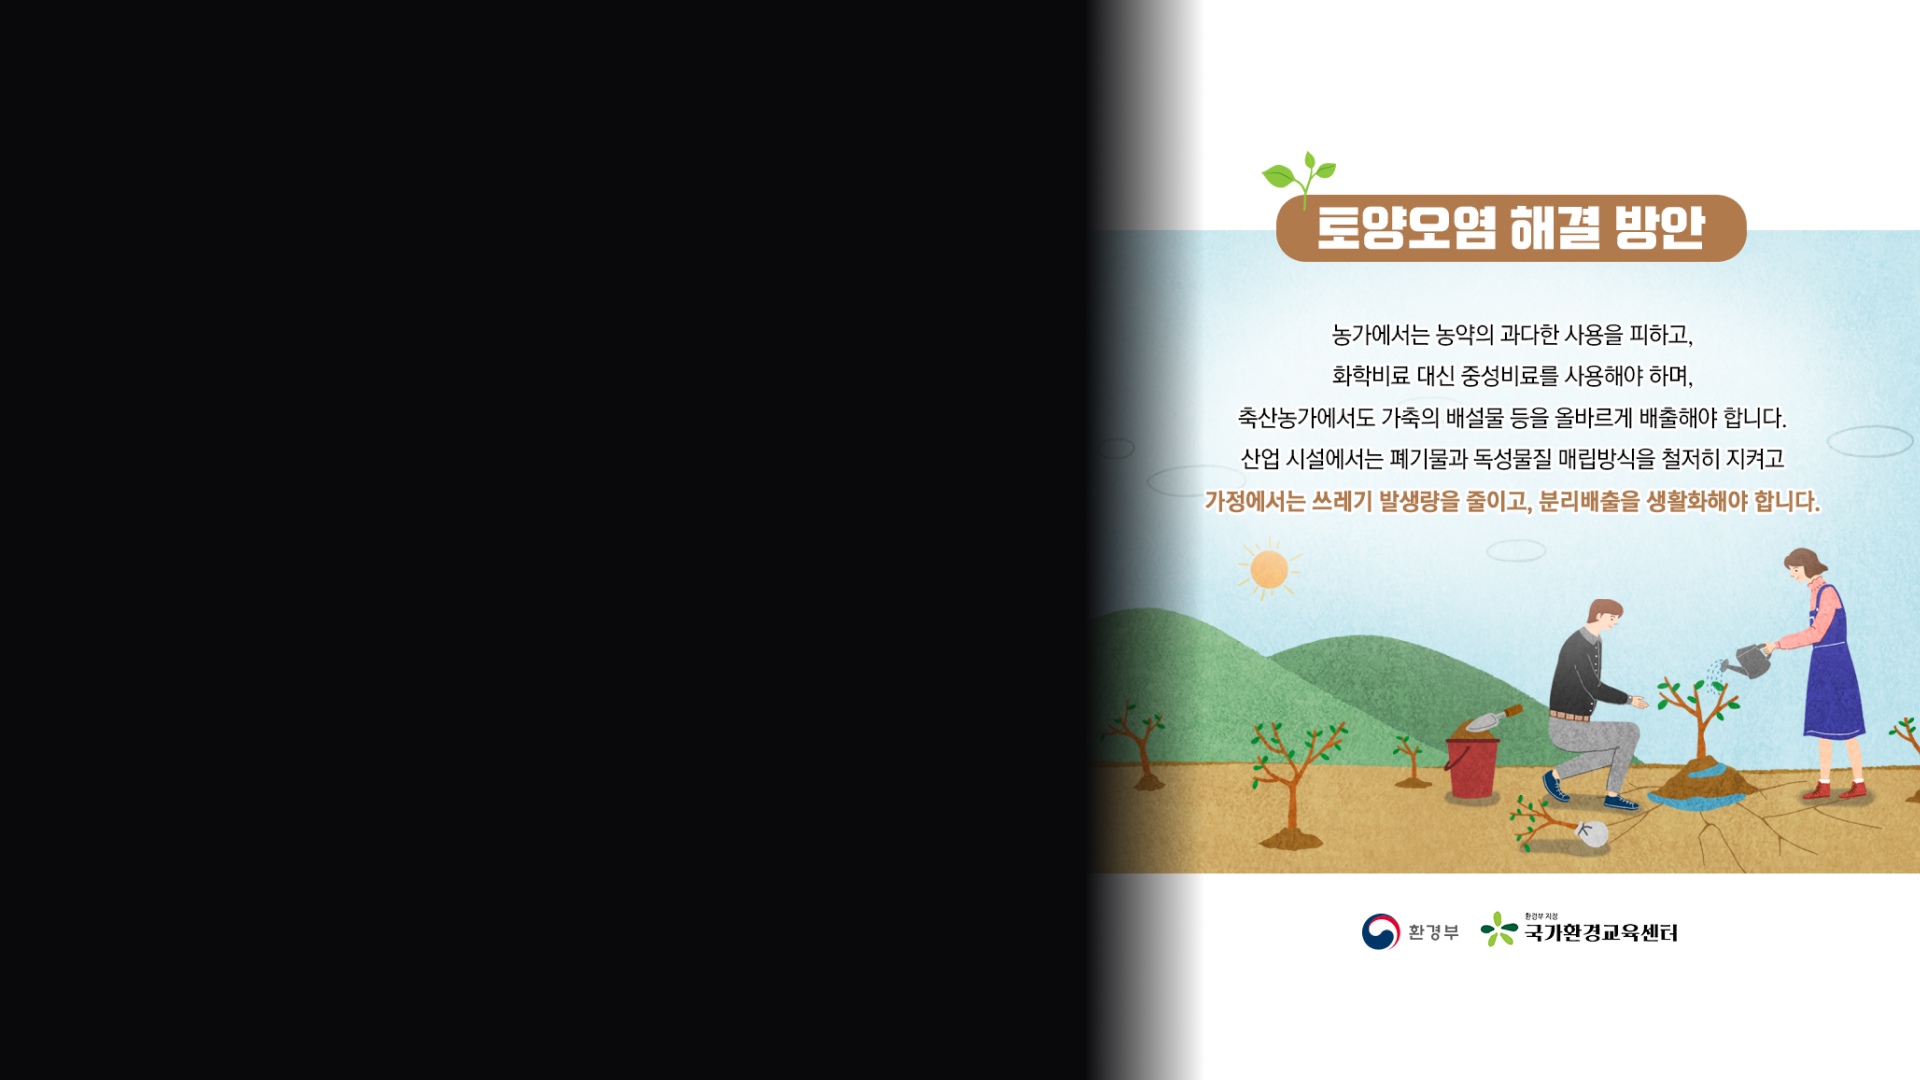 토양오염 해결 방안
농가에서는 농약의 과다한 사용을 피하고,
화학비료 대신 중성비료를 사용해야 하며,
축산농가에서도 가축의 배설물 등을 올바르게 배출해야 합니다.
산업 시설에서는 폐기물과 독성물질 매립방식을 철저히 지켜고
가정에서는 쓰레기 발생량을 줄이고, 분리배출을 생활화해야 합니다.
환경부
환경부 지정
국가환경교육센터